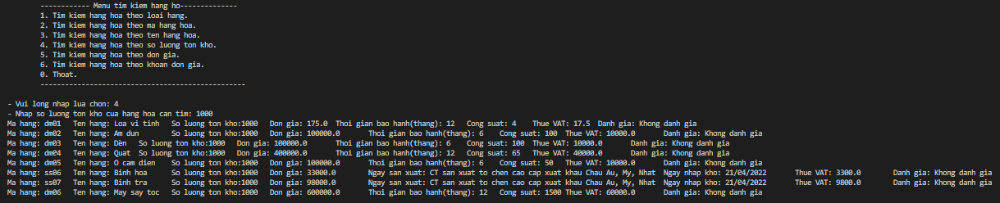 ------------ Menu tim kiem hang ho--------------
1. Tim kiem hang hoa theo loai hang.
2. Tim kiem hang hoa theo ma hang hoa.
3. Tim kiem hang hoa theo ten hang hoa.
4. Tim kiem hang hoa theo so luong ton kho.
5. Tim kiem hang hoa theo don gia.
6. Tim kiem hang hoa theo khoan don gia.
0. Thoat.
--------------------------------------------------
- Vui long nhap lua chon: 4
- Nhap so luong ton kho cua hang hoa can tim: 1000
Ma hang: dm01 Ten hang: Loa vi tinh So luong ton kho:1000 Don gia: 175.0 Thoi gian bao hanh(thang): 12 Cong suat: 4 Thue VAT: 17.5 Danh gia: Khong danh gia
Ma hang: dm02 Ten hang: Am dun So luong ton kho:1000 Don gia: 100000.0 Thoi gian bao hanh(thang): 6 Cong suat: 100 Thue VAT: 10000.0 Danh gia: Khong danh gia
Ma hang: dm03 Ten hang: Dèn So luong ton kho:1000 Don gia: 100000.0 Thoi gian bao hanh(thang): 6 Cong suat: 100 Thue VAT: 10000.0 Danh gia: Khong danh gia
Ma hang: dm04 Ten hang: Quat So luong ton kho:1000 Don gia: 400000.0 Thoi gian bao hanh(thang): 12 Cong suat: 65 Thue VAT: 40000.0 Danh gia: Khong danh gia
Ma hang: dm05 Ten hang: O cam dien So luong ton kho:1000 Don gia: 100000.0 Thoi gian bao hanh(thang): 6 Cong suat: 50 Thue VAT: 10000.0 Danh gia: Khong danh gia
Ma hang: ss06 Ten hang: Binh hoa So luong ton kho:1000 Don gia: 33000.0 Ngay san xuat: CT san xuat to chen cao cap xuat khau Chau Au, My, Nhat Ngay nhap kho: 21/04/2022 Thue VAT: 3300.0 Danh gia: Khong danh gia
Ma hang: ss07 Ten hang: Binh tra So luong ton kho:1000 Don gia: 98000.0 Ngay san xuat: CT san xuat to chen cao cap xuat khau Chau Au, My, Nhat Ngay nhap kho: 21/04/2022 Thue VAT: 9800.0 Danh gia: Khong danh gia
Ma hang: dm06 Ten hang: May say toc So luong ton kho:1000 Don gia: 600000.0 Thoi gian bao hanh(thang): 12 Cong suat: 1500 Thue VAT: 60000.0 Danh gia: Khong danh gia